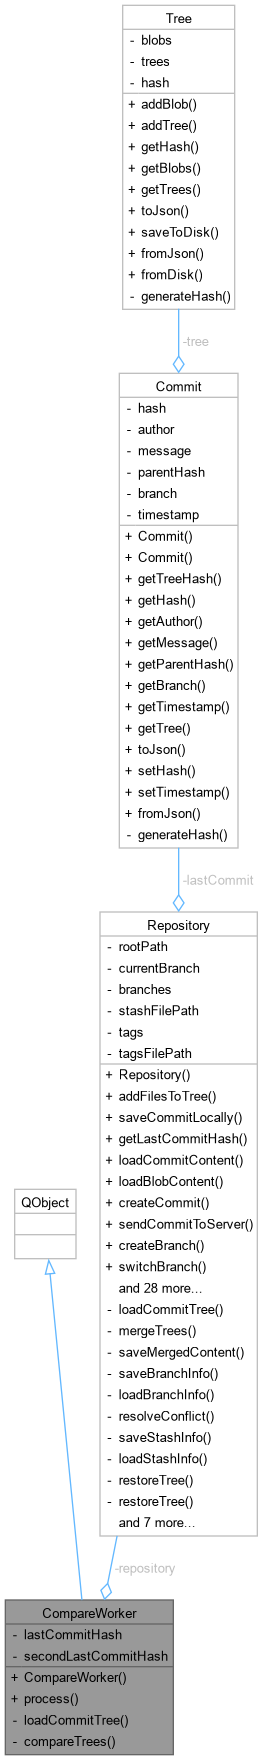 Tree
- blobs
- trees
- hash
+ addBlob()
+ addTree()
+ getHash()
+ getBlobs()
+ getTrees()
+ toJson()
+ saveToDisk()
+ fromJson()
+ fromDisk()
- generateHash()
-tree
Commit
- hash
- author
- message
- parentHash
- branch
- timestamp
+ Commit()
+ Commit()
+ getTreeHash()
+ getHash()
+ getAuthor()
+ getMessage()
+ getParentHash()
+ getBranch()
+ getTimestamp()
+ getTree()
+ toJson()
+ setHash()
+ setTimestamp()
+ fromJson()
- generateHash()
-lastCommit
Repository
- rootPath
- currentBranch
- branches
- stashFilePath
- tags
- tagsFilePath
+ Repository()
+ addFilesToTree()
+ saveCommitLocally()
+ getLastCommitHash()
+ loadCommitContent()
+ loadBlobContent()
+ createCommit()
+ sendCommitToServer()
+ createBranch()
+ switchBranch()
and 28 more...
- loadCommitTree()
- mergeTrees()
- saveMergedContent()
- saveBranchInfo()
- loadBranchInfo()
- resolveConflict()
- saveStashInfo()
- loadStashInfo()
- restoreTree()
- restoreTree()
and 7 more...
QObject
-repository
CompareWorker
- lastCommitHash
- secondLastCommitHash
+ CompareWorker()
+ process()
- loadCommitTree()
- compareTrees()